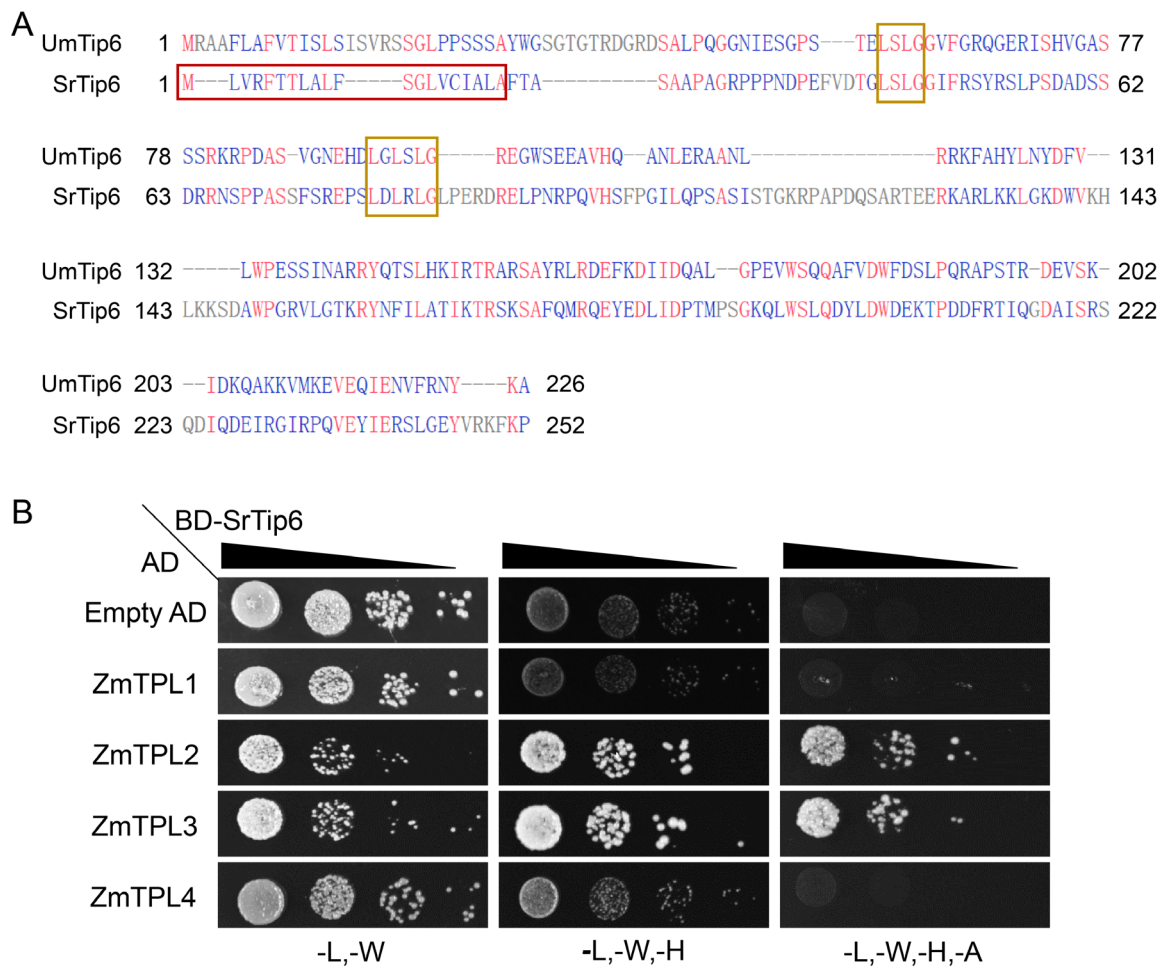 A
UmTip6 1 MRAAFLAFVTISLSISVRSSGLPPSSSAYWGSGTGTRDGRDSALPQGGNIESGPS---TELSLGGVFGRQGERISHVGAS 77
SrTip6 1 M---LVRFTTLALF-----SGLVCIALAFTA----------SAAPAGRPPPNDPEFVDTGLSLGGIFRSYRSLPSDADSS 62
UmTip6 78 SSRKRPDAS-VGNEHDLGLSLG-----REGWSEEAVHQ--ANLERAANL----------------RRKFAHYLNYDFV-- 131
SrTip6 63 DRRNSPPASSFSREPSLDLRLGLPERDRELPNRPQVHSFPGILQPSASISTGKRPAPDQSARTEERKARLKKLGKDWVKH 143
UmTip6 132 -----LWPESSINARRYQTSLHKIRTRARSAYRLRDEFKDIIDQAL--GPEVWSQQAFVDWFDSLPQRAPSTR-DEVSK- 202
SrTip6 143 LKKSDAWPGRVLGTKRYNFILATIKTRSKSAFQMRQEYEDLIDPTMPSGKQLWSLQDYLDWDEKTPDDFRTIQGDAISRS 222
UmTip6 203 --IDKQAKKVMKEVEQIENVFRNY----KA 226
SrTip6 223 QDIQDEIRGIRPQVEYIERSLGEYVRKFKP 252
B
BD-SrTip6
AD
Empty AD
ZmTPL1
ZmTPL2
ZmTPL3
ZmTPL4
-L,-W
-L,-W,-H
-L,-W,-H,-A